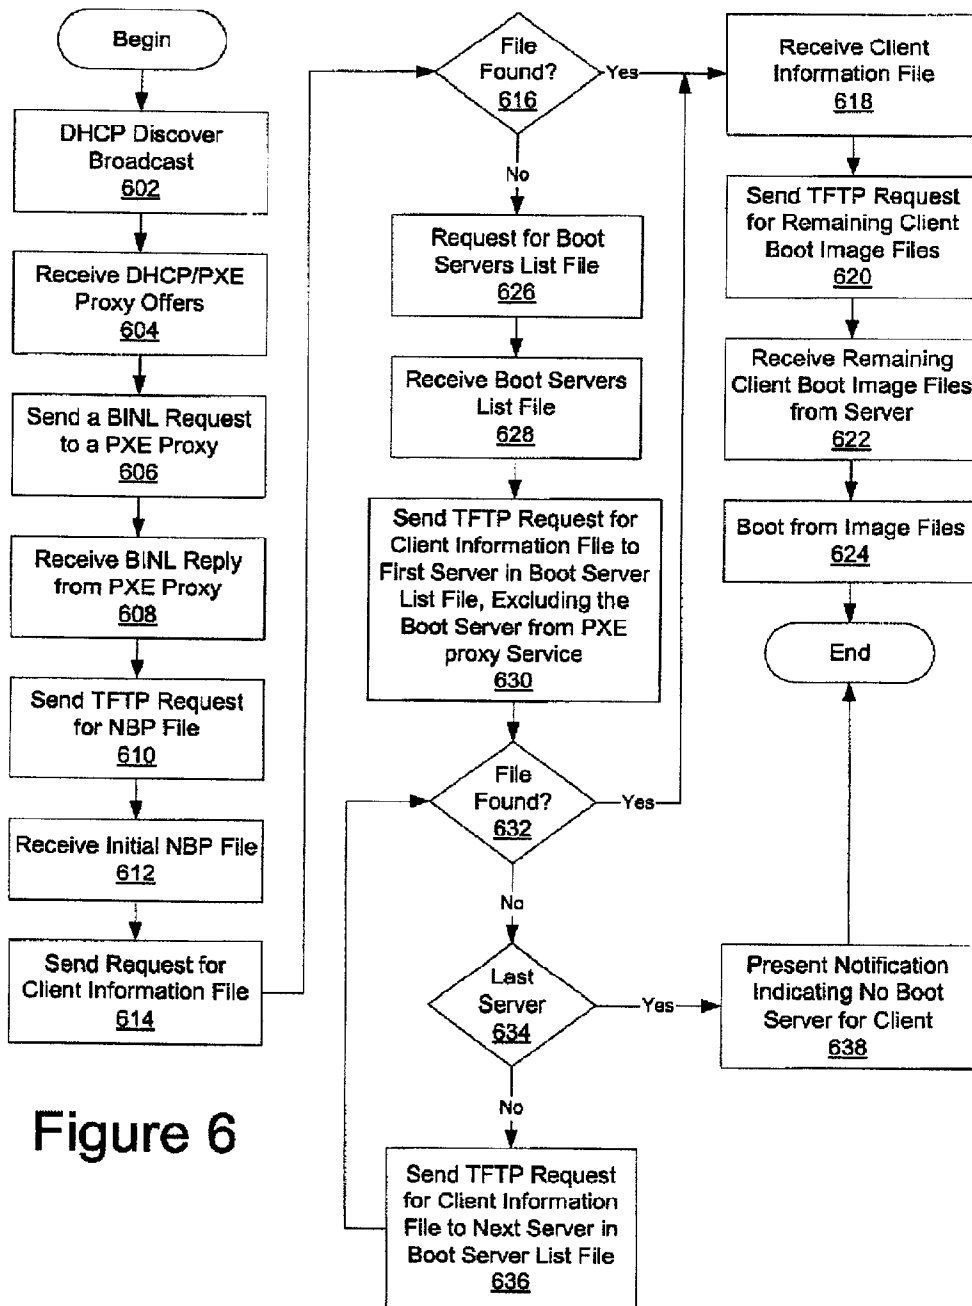 Begin
DHCP Discover
Broadcast
602
Receive DHCP/PXE
Proxy Offers
604
Send a BINL Request
to a PXE Proxy
606
Receive BINL Reply
from PXE Proxy
608
Send TFTP Request
for NBP File
610
Receive Initial NBP File
612
Send Request for
Client Information File
614
File
Found?
616
Yes
No
Receive Client
Information File
618
Send TFTP Request
for Remaining Client
Boot Image Files
620
Receive Remaining
Client Boot Image Files
from Server
622
Boot from Image Files
624
End
Request for Boot
Servers List File
626
Receive Boot Servers
List File
628
Send TFTP Request for
Client Information File to
First Server in Boot Server
List File, Excluding the
Boot Server from PXE
proxy Service
630
File
Found?
632
Yes
No
Last
Server
634
Yes
No
Present Notification
Indicating No Boot
Server for Client
638
Send TFTP Request
for Client Information
File to Next Server in
Boot Server List File
636
Figure 6